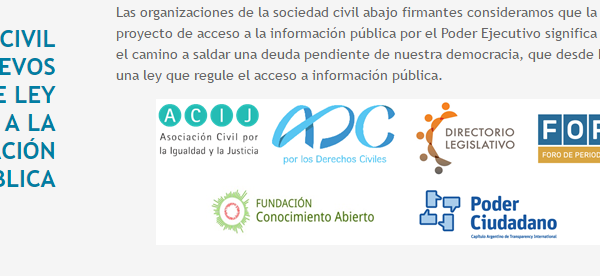 CIVIL
EVOS
E LEY
A LA
ACIÓN
BLICA
Las organizaciones de la sociedad civil abajo firmantes consideramos que la
proyecto de acceso a la información pública por el Poder Ejecutivo significa
el camino a saldar una deuda pendiente de nuestra democracia, que desde
una ley que regule el acceso a información pública.
ACIJ
Asociación Civil por
la Igualdad y la Justicia
ADC
por los Derechos Civiles
DIRECTORIO
LEGISLATIVO
FOP
FORO DE PERIOD
FUNDACIÓN
Conocimiento Abierto
Poder
Ciudadano
Capítulo Argentino de Transparency International